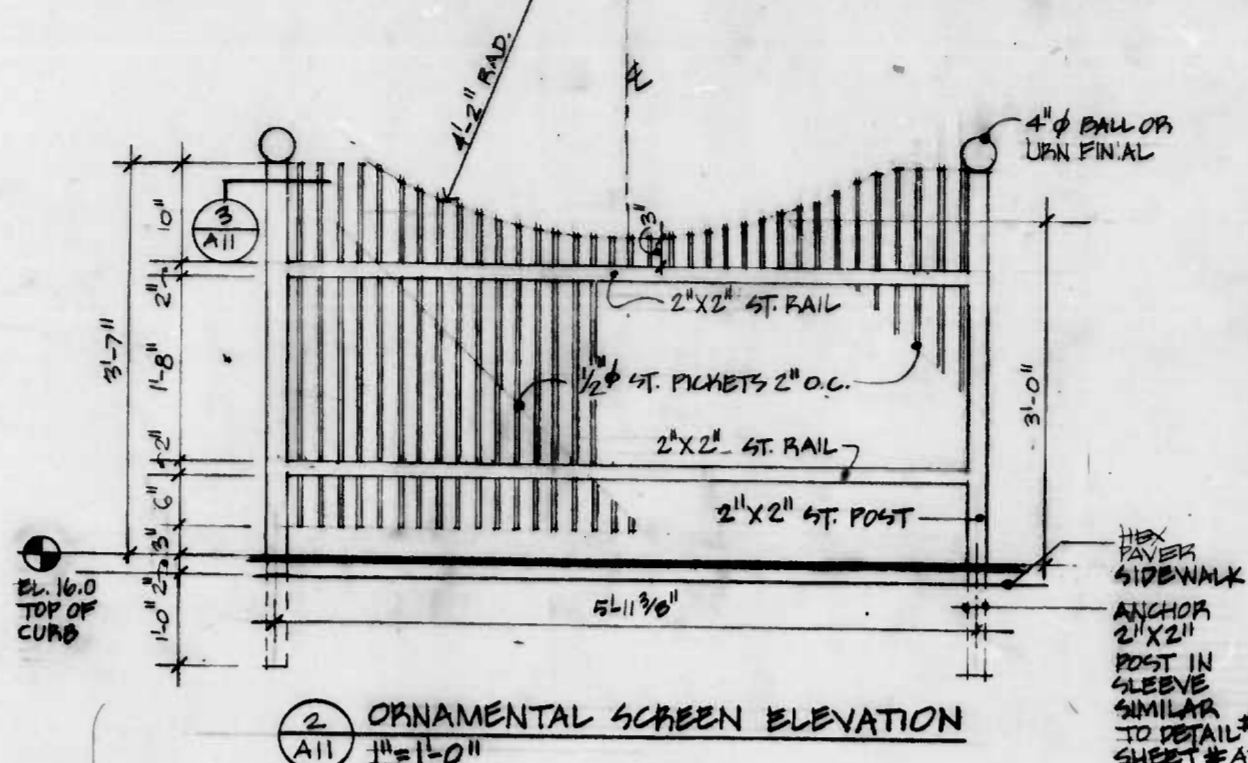 4'-2" RAD.
℄
4"φ BALL OR
URN FIN'AL
3
A11
10"
2"
1'-8"
2"
6"
3"
2"
1'-0"
3'-7"
3"
2"X2" ST. RAIL
1/2"φ ST. PICKETS 2" O.C.
2"X2" ST. RAIL
2"X2" ST. POST
3'-0"
EL. 16.0
TOP OF
CURB
5'-11 3/8"
HEX
PAVER
SIDEWALK
ANCHOR
2"X2"
POST IN
SLEEVE
SIMILAR
TO DETAIL #
SHEET # A
2
A11
ORNAMENTAL SCREEN ELEVATION
1"=1'-0"